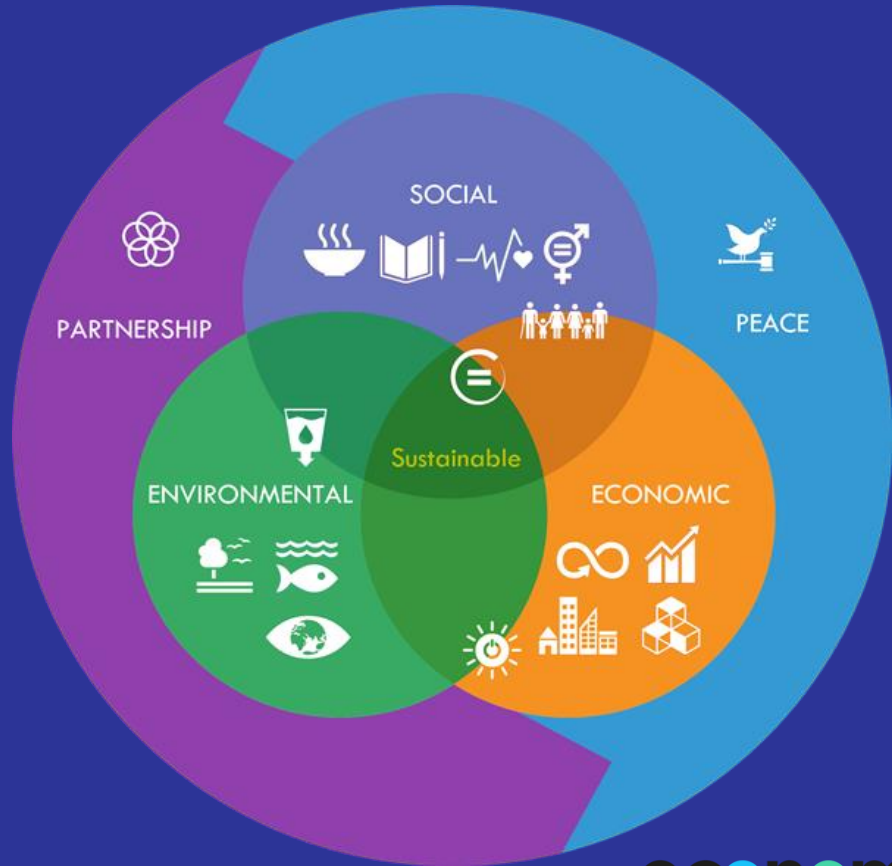 SOCIAL
PARTNERSHIP
PEACE
Sustainable
ENVIRONMENTAL
ECONOMIC